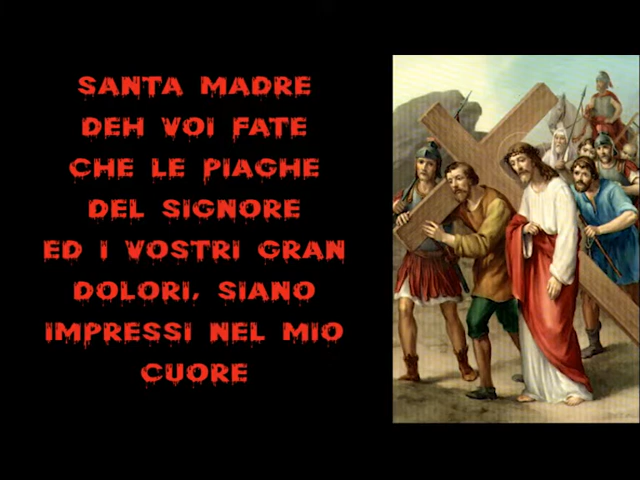 SANTA MADRE
DEH VOI FATE
CHE LE PIAGHE
DEL SIGNORE
ED I VOSTRI GRAN
DOLORI, SIANO
IMPRESSI NEL MIO
CUORE